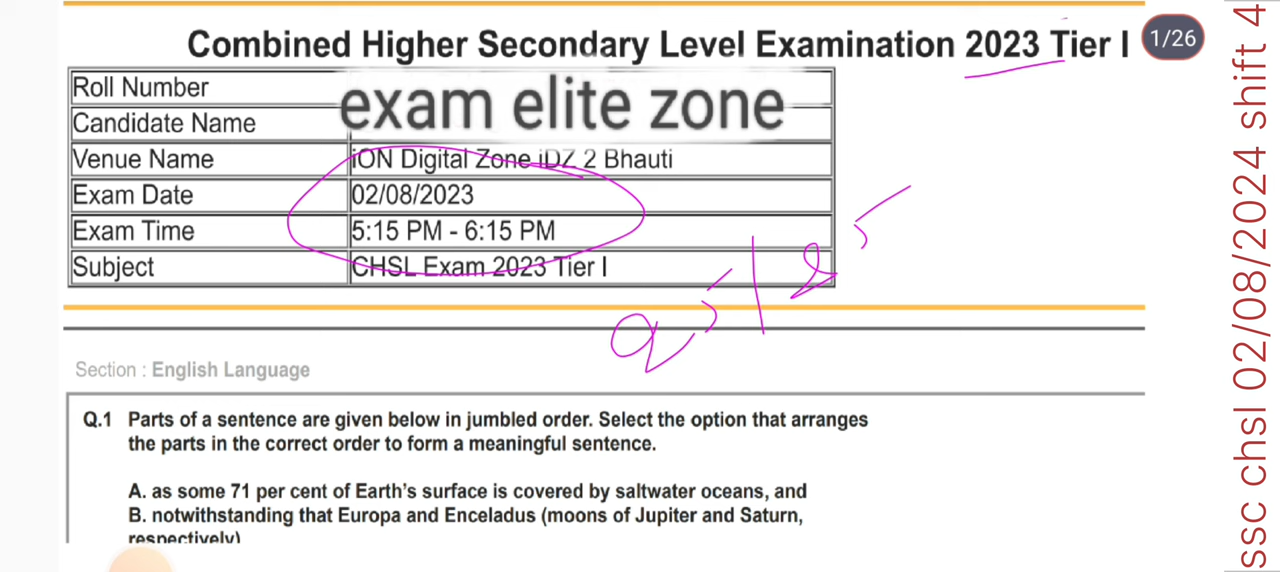 Combined Higher Secondary Level Examination 2023 Tier I
1/26
Roll Number
exam elite zone
Candidate Name
Venue Name iON Digital Zone iDZ 2 Bhauti
Exam Date 02/08/2023
Exam Time 5:15 PM - 6:15 PM
Subject CHSL Exam 2023 Tier I
Section : English Language
Q.1 Parts of a sentence are given below in jumbled order. Select the option that arranges
the parts in the correct order to form a meaningful sentence.
A. as some 71 per cent of Earth's surface is covered by saltwater oceans, and
B. notwithstanding that Europa and Enceladus (moons of Jupiter and Saturn,
respectively)
ssc chsl 02/08/2024 shift 4